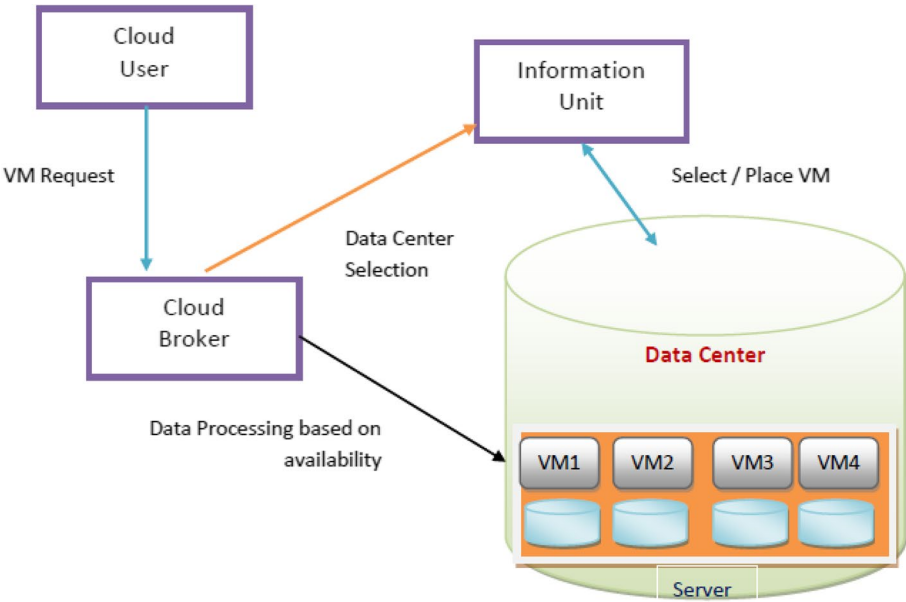 Cloud
User
Information
Unit
VM Request
Select / Place VM
Data Center
Selection
Cloud
Broker
Data Center
Data Processing based on
availability
VM1 VM2 VM3 VM4
Server